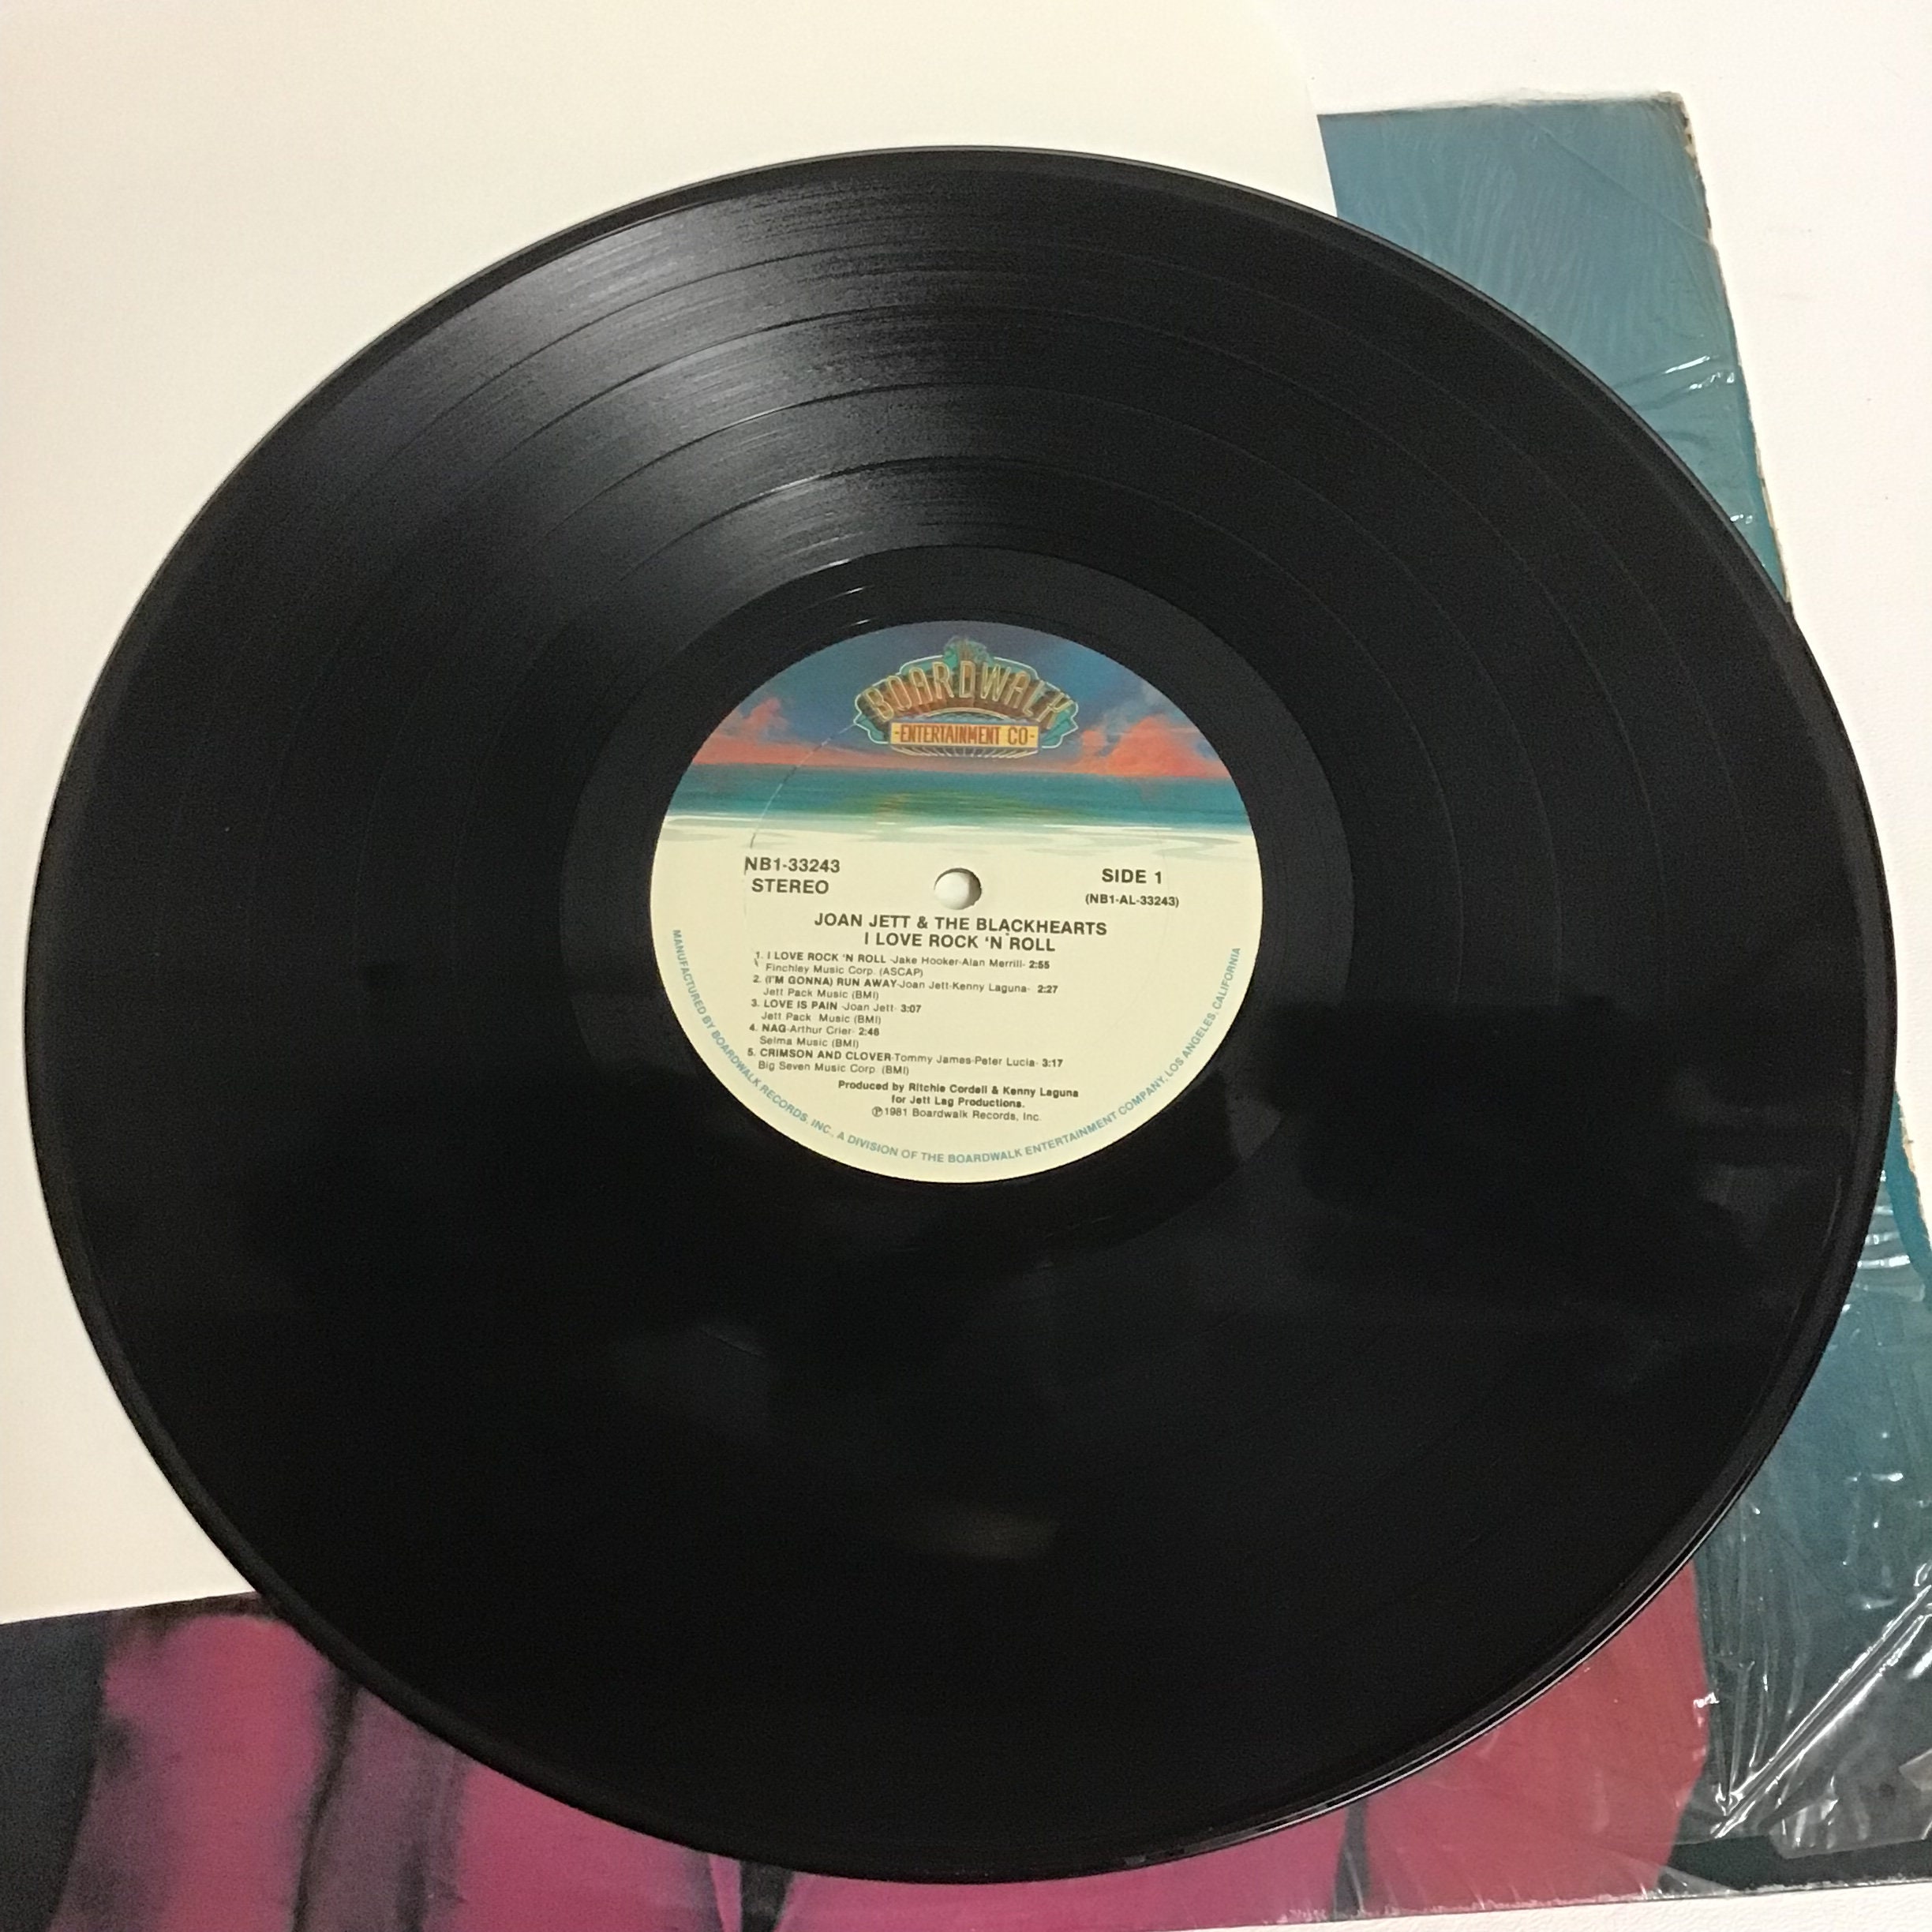 BOARDWALK
-ENTERTAINMENT CO-
NB1-33243
STEREO
SIDE 1
(NB1-AL-33243)
JOAN JETT & THE BLACKHEARTS
I LOVE ROCK 'N ROLL
1. I LOVE ROCK 'N ROLL -Jake Hooker-Alan Merrill- 2:55
Finchley Music Corp. (ASCAP)
2. (I'M GONNA) RUN AWAY-Joan Jett-Kenny Laguna- 2:27
Jett Pack Music (BMI)
3. LOVE IS PAIN -Joan Jett- 3:07
Jett Pack Music (BMI)
4. NAG-Arthur Crier- 2:46
Selma Music (BMI)
5. CRIMSON AND CLOVER-Tommy James-Peter Lucia- 3:17
Big Seven Music Corp. (BMI)
Produced by Ritchie Cordell & Kenny Laguna
for Jett Lag Productions.
Ⓟ1981 Boardwalk Records, Inc.
MANUFACTURED BY BOARDWALK RECORDS, INC., A DIVISION OF THE BOARDWALK ENTERTAINMENT COMPANY, LOS ANGELES, CALIFORNIA